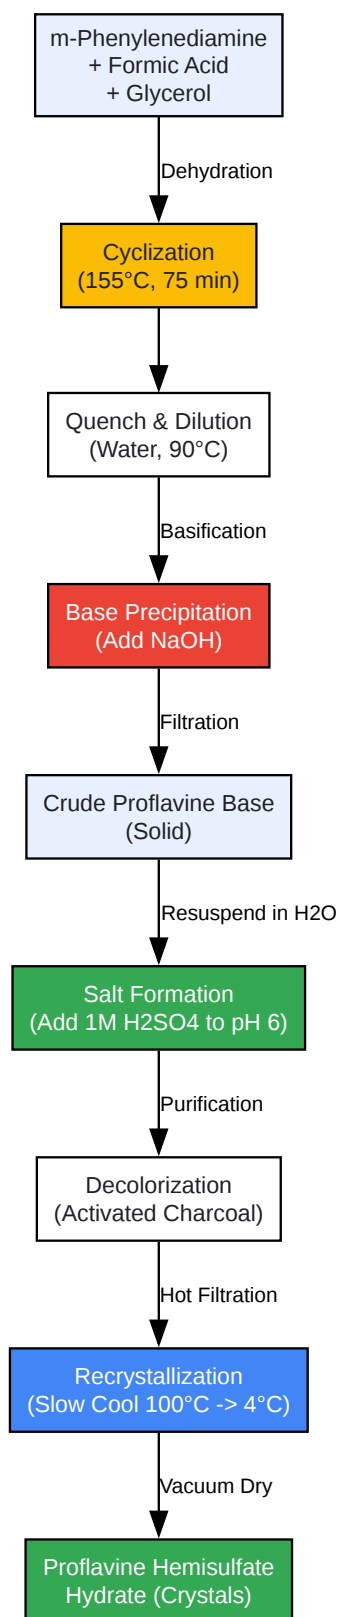 m-Phenylenediamine
+ Formic Acid
+ Glycerol
Dehydration
Cyclization
(155°C, 75 min)
Quench & Dilution
(Water, 90°C)
Basification
Base Precipitation
(Add NaOH)
Filtration
Crude Proflavine Base
(Solid)
Resuspend in H2O
Salt Formation
(Add 1M H2SO4 to pH 6)
Purification
Decolorization
(Activated Charcoal)
Hot Filtration
Recrystallization
(Slow Cool 100°C -> 4°C)
Vacuum Dry
Proflavine Hemisulfate
Hydrate (Crystals)